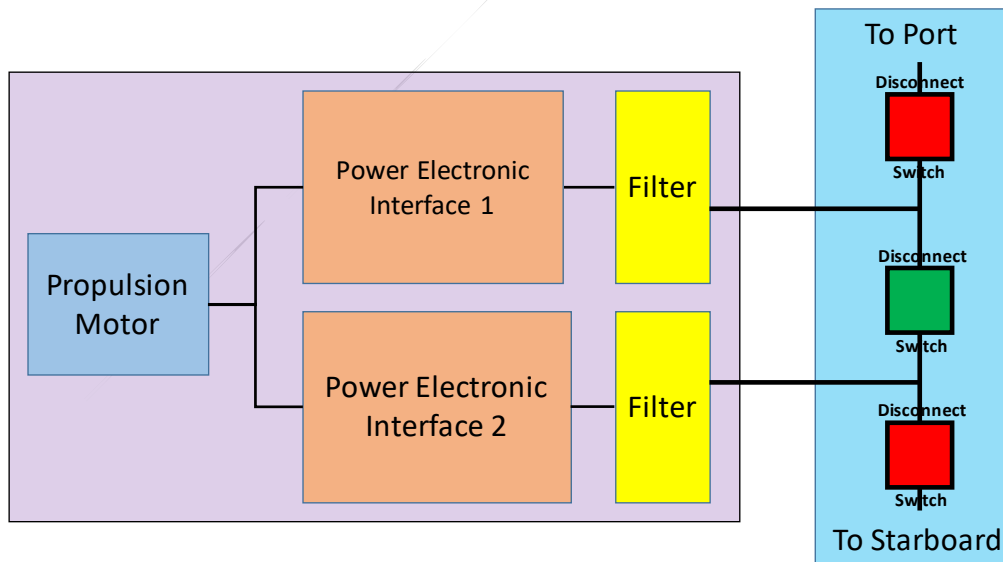 To Port
Disconnect
Switch
Power Electronic
Interface 1
Filter
Disconnect
Switch
Propulsion
Motor
Power Electronic
Interface 2
Filter
Disconnect
Switch
To Starboard